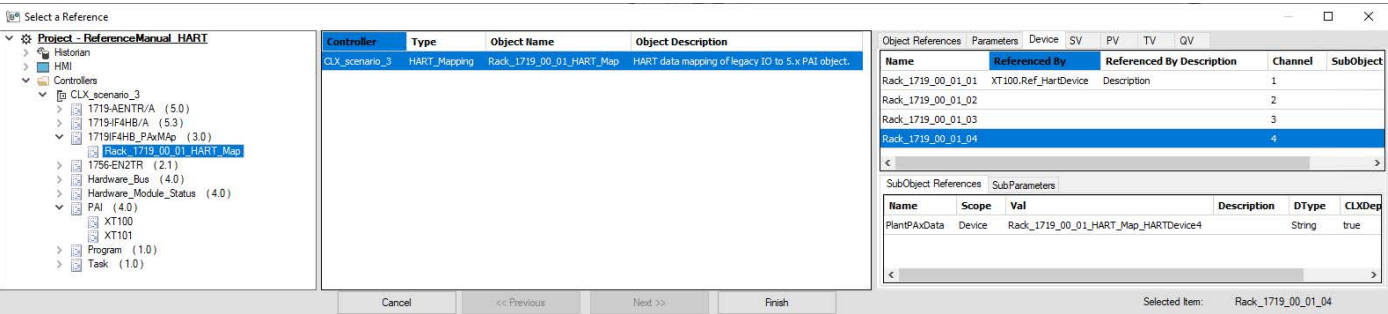 Select a Reference
Project - ReferenceManual_HART
Historian
HMI
Controllers
CLX_scenario_3
1719-AENTR/A (5.0)
1719-IF4HB/A (5.3)
1719IF4HB_PAxMAp (3.0)
Rack_1719_00_01_HART_Map
1756-EN2TR (2.1)
Hardware_Bus (4.0)
Hardware_Module_Status (4.0)
PAI (4.0)
XT100
XT101
Program (1.0)
Task (1.0)
Controller Type Object Name Object Description
CLX_scenario_3 HART_Mapping Rack_1719_00_01_HART_Map HART data mapping of legacy IO to 5.x PAI object.
Object References Parameters Device SV PV TV QV
Name Referenced By Referenced By Description Channel SubObject
Rack_1719_00_01_01 XT100.Ref_HartDevice Description 1
Rack_1719_00_01_02 2
Rack_1719_00_01_03 3
Rack_1719_00_01_04 4
SubObject References SubParameters
Name Scope Val Description DType CLXDep
PlantPAxData Device Rack_1719_00_01_HART_Map_HARTDevice4 String true
Cancel << Previous Next >> Finish Selected Item: Rack_1719_00_01_04